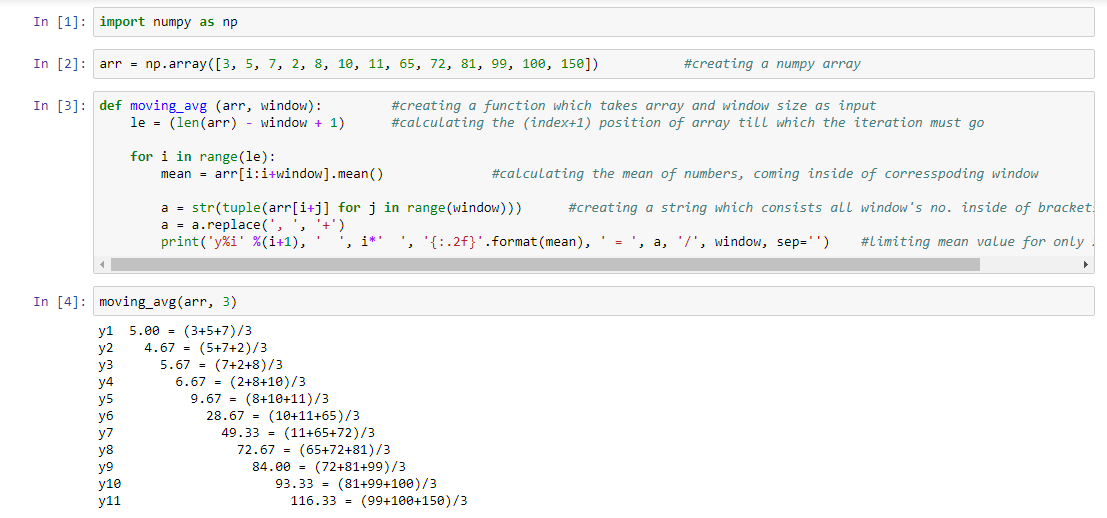 In [1]: import numpy as np
In [2]: arr = np.array([3, 5, 7, 2, 8, 10, 11, 65, 72, 81, 99, 100, 150])           #creating a numpy array
In [3]: def moving_avg (arr, window):         #creating a function which takes array and window size as input
    le = (len(arr) - window + 1)      #calculating the (index+1) position of array till which the iteration must go
    for i in range(le):
        mean = arr[i:i+window].mean()              #calculating the mean of numbers, coming inside of corresspoding window
        a = str(tuple(arr[i+j] for j in range(window)))      #creating a string which consists all window's no. inside of bracket
        a = a.replace(', ', '+')
        print('y%i' %(i+1), '  ', i*'  ', '{:.2f}'.format(mean), ' = ', a, '/', window, sep='')    #limiting mean value for only
In [4]: moving_avg(arr, 3)
y1  5.00 = (3+5+7)/3
y2    4.67 = (5+7+2)/3
y3      5.67 = (7+2+8)/3
y4        6.67 = (2+8+10)/3
y5          9.67 = (8+10+11)/3
y6            28.67 = (10+11+65)/3
y7              49.33 = (11+65+72)/3
y8                72.67 = (65+72+81)/3
y9                  84.00 = (72+81+99)/3
y10                    93.33 = (81+99+100)/3
y11                      116.33 = (99+100+150)/3